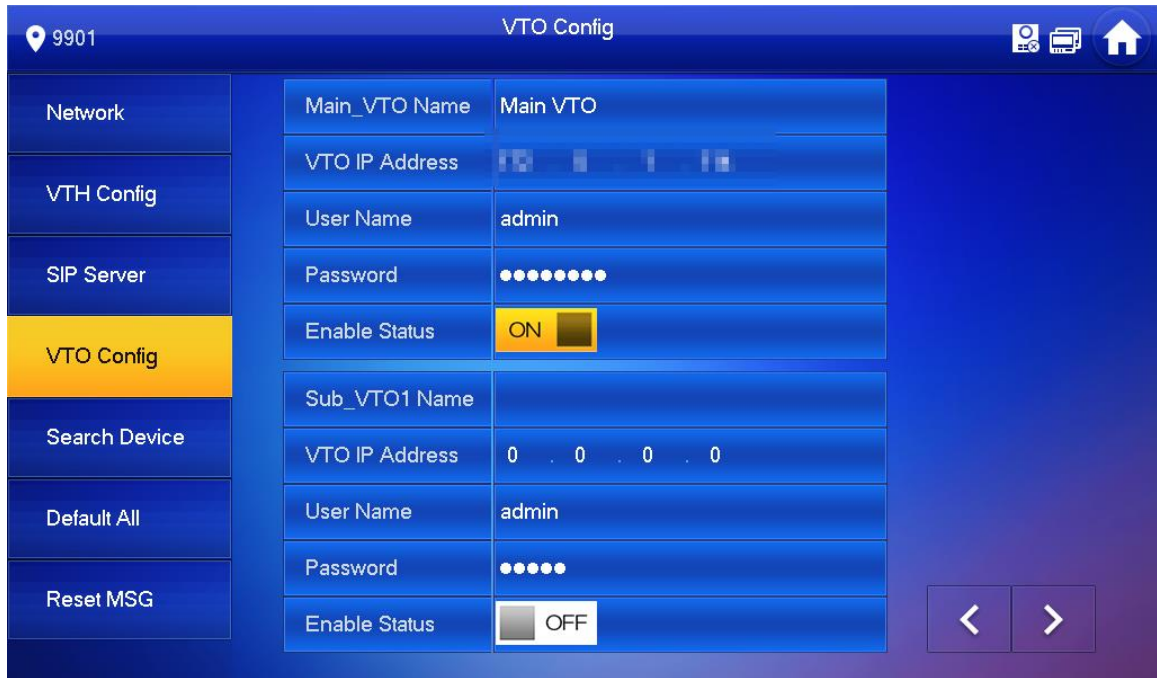 9901
VTO Config
Network
VTH Config
SIP Server
VTO Config
Search Device
Default All
Reset MSG
Main_VTO Name Main VTO
VTO IP Address
User Name admin
Password ●●●●●●●●
Enable Status ON
Sub_VTO1 Name
VTO IP Address 0 . 0 . 0 . 0
User Name admin
Password ●●●●●
Enable Status OFF